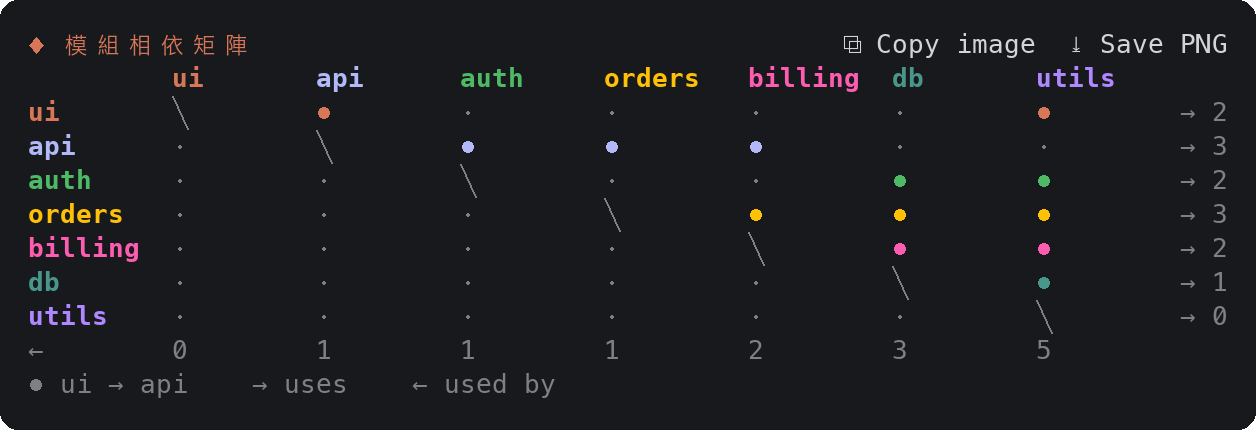 ♦ 模組相依矩陣 ⧉ Copy image ⤓ Save PNG
ui api auth orders billing db utils
ui ╲ ● · · · · ● → 2
api · ╲ ● ● ● · · → 3
auth · · ╲ · · ● ● → 2
orders · · · ╲ ● ● ● → 3
billing · · · · ╲ ● ● → 2
db · · · · · ╲ ● → 1
utils · · · · · · ╲ → 0
← 0 1 1 1 2 3 5
● ui → api → uses ← used by